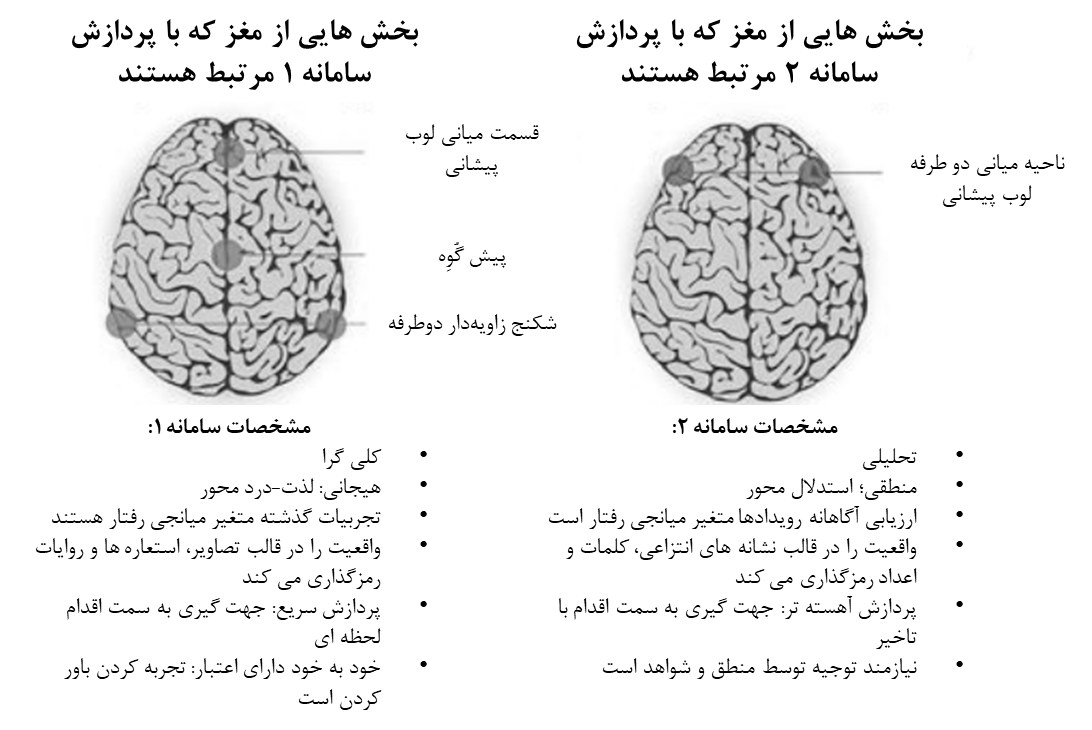 بخش هایی از مغز که با پردازش
سامانه ۲ مرتبط هستند
ناحیه میانی دو طرفه
لوب پیشانی
مشخصات سامانه ۲:
• تحلیلی
• منطقی؛ استدلال محور
• ارزیابی آگاهانه رویدادها متغیر میانجی رفتار است
• واقعیت را در قالب نشانه های انتزاعی، کلمات و
اعداد رمزگذاری می کند
• پردازش آهسته تر: جهت گیری به سمت اقدام با
تاخیر
• نیازمند توجیه توسط منطق و شواهد است
بخش هایی از مغز که با پردازش
سامانه ۱ مرتبط هستند
قسمت میانی لوب
پیشانی
پیش گُوِه
شکنج زاویه‌دار دوطرفه
مشخصات سامانه ۱:
• کلی گرا
• هیجانی: لذت-درد محور
• تجربیات گذشته متغیر میانجی رفتار هستند
• واقعیت را در قالب تصاویر، استعاره ها و روایات
رمزگذاری می کند
• پردازش سریع: جهت گیری به سمت اقدام
لحظه ای
• خود به خود دارای اعتبار: تجربه کردن باور
کردن است